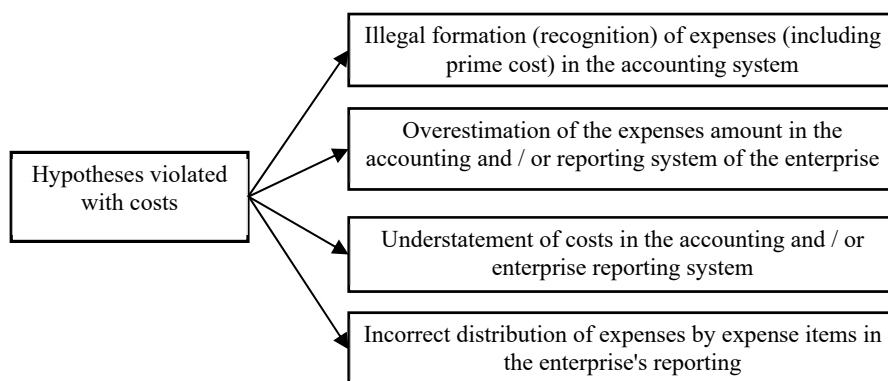 Illegal formation (recognition) of expenses (including
prime cost) in the accounting system
Overestimation of the expenses amount in the
accounting and / or reporting system of the enterprise
Hypotheses violated
with costs
Understatement of costs in the accounting and / or
enterprise reporting system
Incorrect distribution of expenses by expense items in
the enterprise's reporting